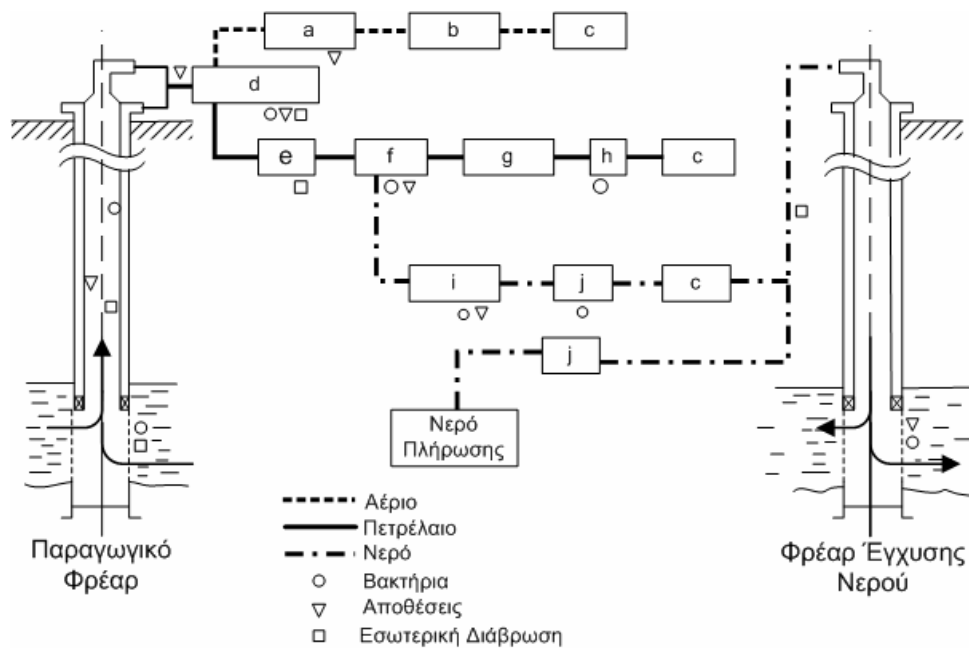 a
b
c
d
e
f
g
h
c
i
j
c
j
Νερό
Πλήρωσης
Αέριο
Πετρέλαιο
Νερό
Βακτήρια
Αποθέσεις
Εσωτερική Διάβρωση
Παραγωγικό
Φρέαρ
Φρέαρ Έγχυσης
Νερού